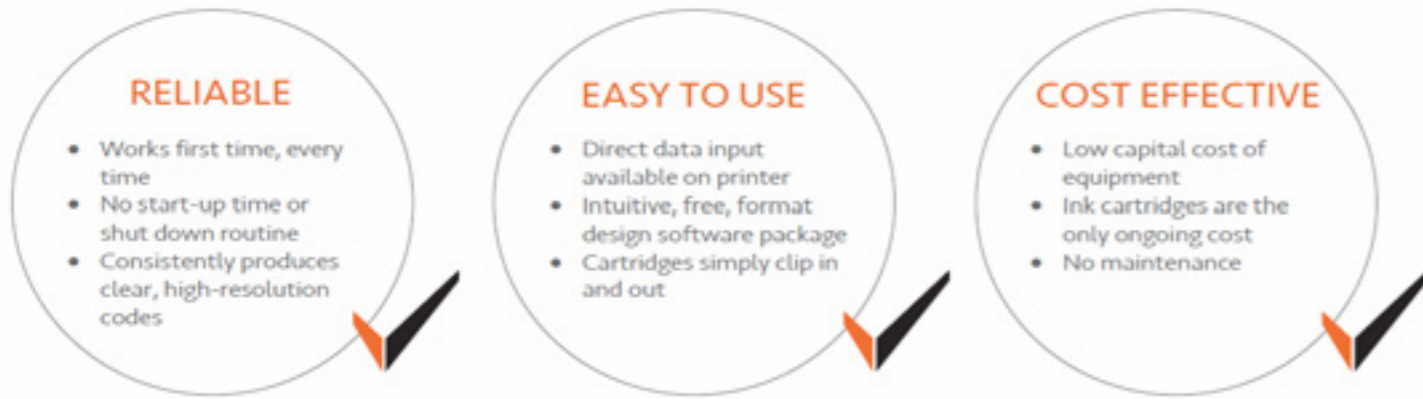 RELIABLE
• Works first time, every
time
• No start-up time or
shut down routine
• Consistently produces
clear, high-resolution
codes
EASY TO USE
• Direct data input
available on printer
• Intuitive, free, format
design software package
• Cartridges simply clip in
and out
COST EFFECTIVE
• Low capital cost of
equipment
• Ink cartridges are the
only ongoing cost
• No maintenance